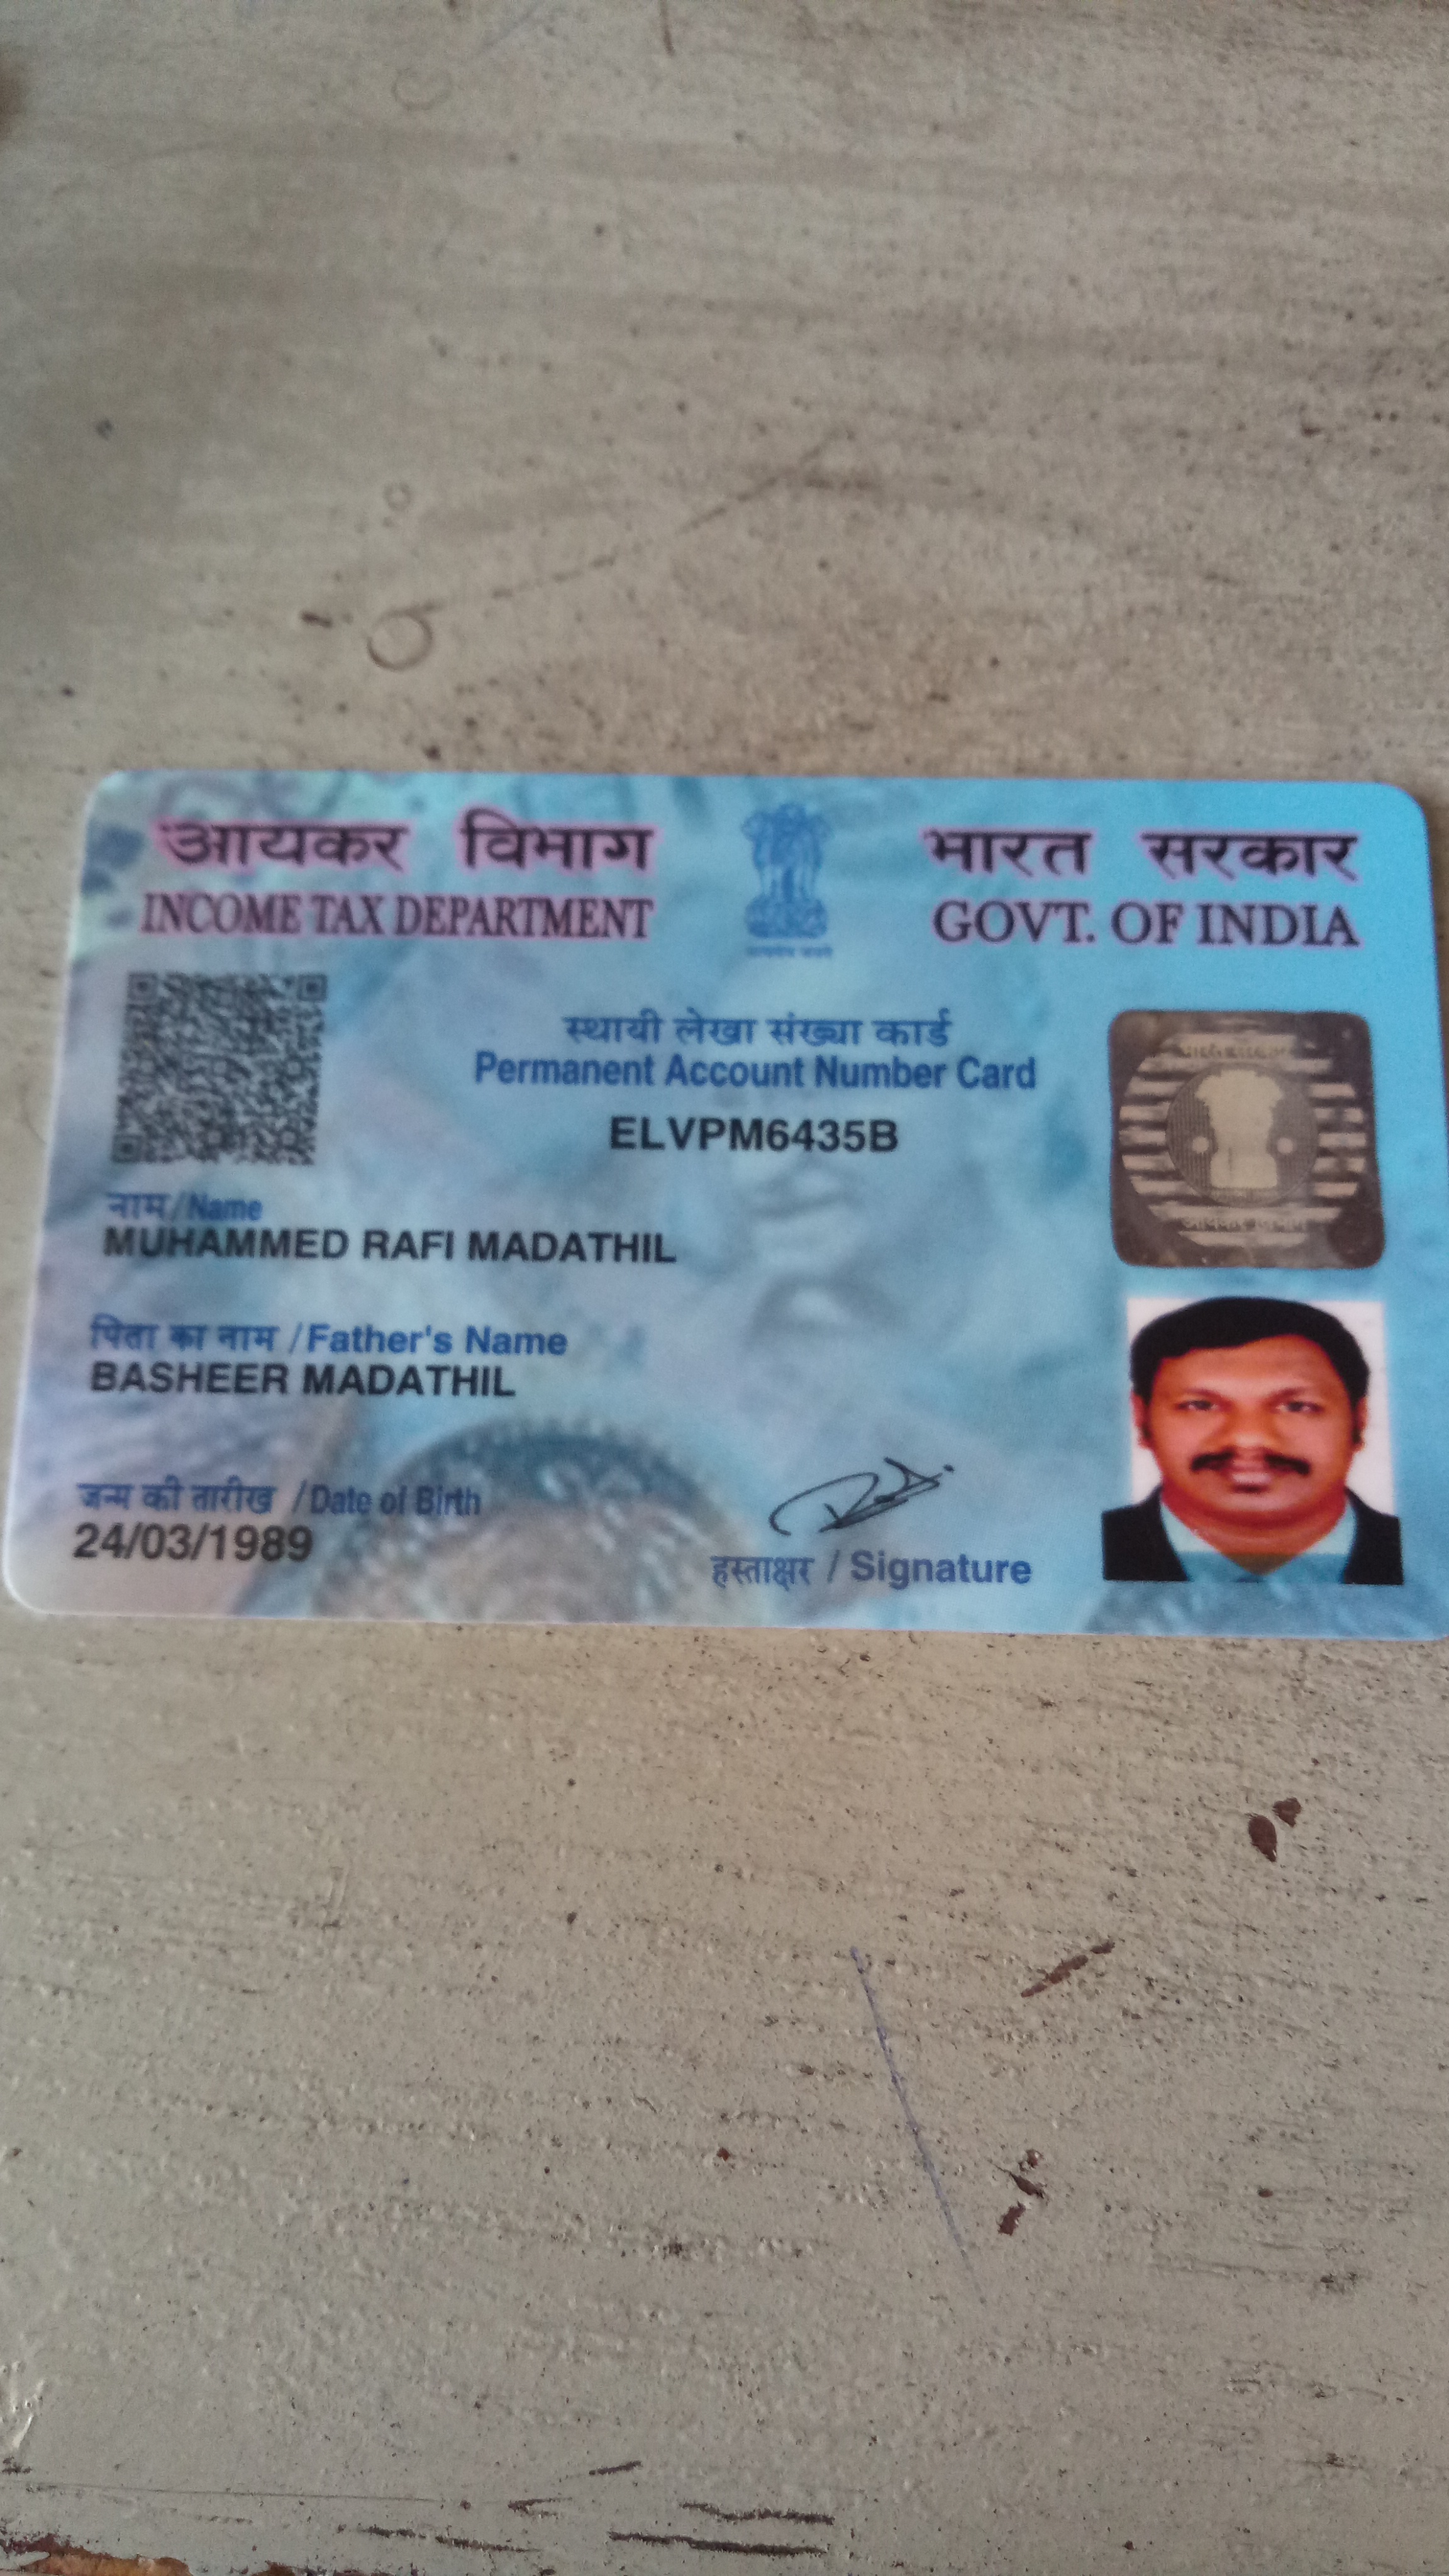 आयकर विभाग
INCOME TAX DEPARTMENT
भारत सरकार
GOVT. OF INDIA
स्थायी लेखा संख्या कार्ड
Permanent Account Number Card
ELVPM6435B
नाम/Name
MUHAMMED RAFI MADATHIL
पिता का नाम /Father's Name
BASHEER MADATHIL
जन्म की तारीख /Date of Birth
24/03/1989
हस्ताक्षर / Signature